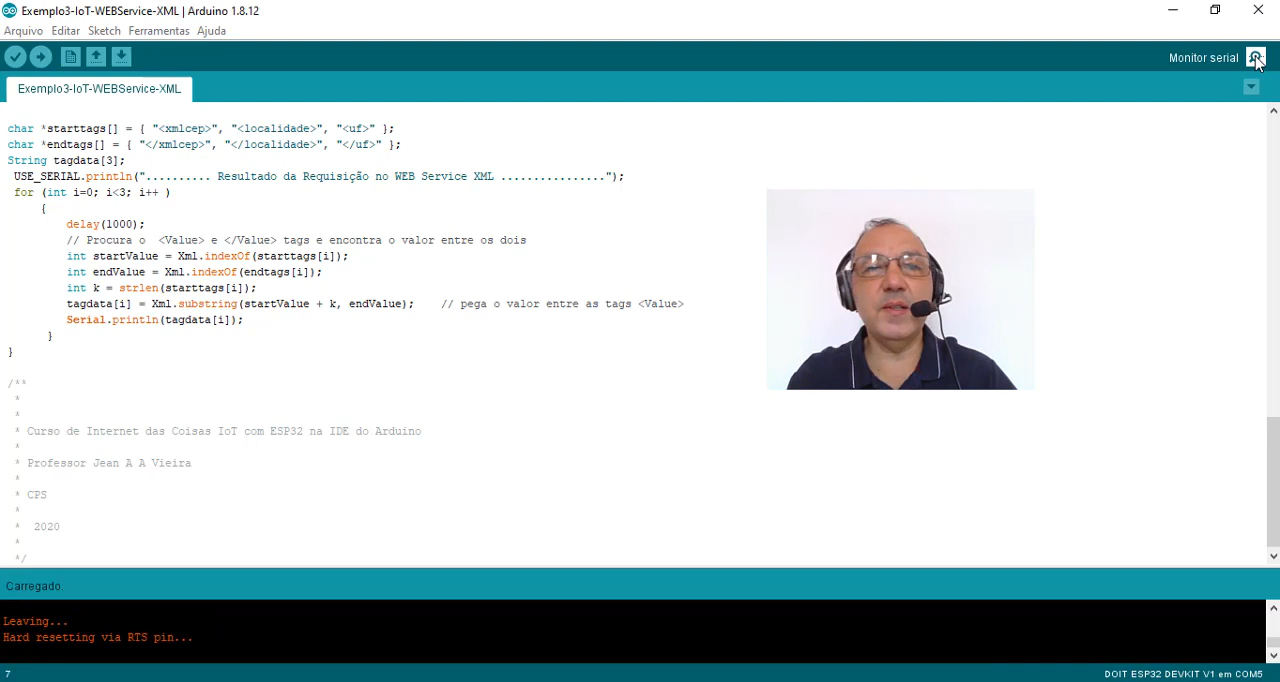 Exemplo3-IoT-WEBService-XML | Arduino 1.8.12
Arquivo Editar Sketch Ferramentas Ajuda
Monitor serial
Exemplo3-IoT-WEBService-XML
char *starttags[] = { "<xmlcep>", "<localidade>", "<uf>" };
char *endtags[] = { "</xmlcep>", "</localidade>", "</uf>" };
String tagdata[3];
USE_SERIAL.println(".......... Resultado da Requisição no WEB Service XML ................");
for (int i=0; i<3; i++ )
{
delay(1000);
// Procura o  <Value> e </Value> tags e encontra o valor entre os dois
int startValue = Xml.indexOf(starttags[i]);
int endValue = Xml.indexOf(endtags[i]);
int k = strlen(starttags[i]);
tagdata[i] = Xml.substring(startValue + k, endValue);    // pega o valor entre as tags <Value>
Serial.println(tagdata[i]);
}
}
/**
*
*
* Curso de Internet das Coisas IoT com ESP32 na IDE do Arduino
*
* Professor Jean A A Vieira
*
* CPS
*
*  2020
*
*/
Carregado.
Leaving...
Hard resetting via RTS pin...
7
DOIT ESP32 DEVKIT V1 em COM5